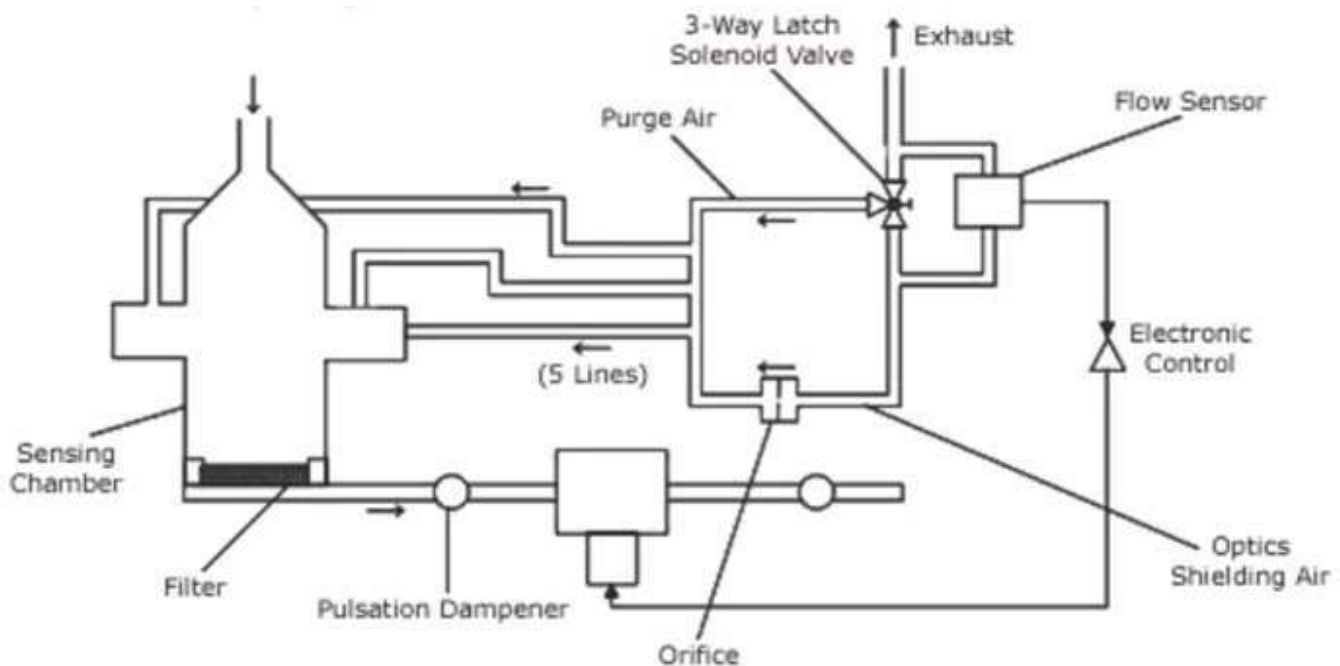 3-Way Latch
Solenoid Valve
Exhaust
Flow Sensor
Purge Air
(5 Lines)
Electronic
Control
Sensing
Chamber
Filter
Pulsation Dampener
Orifice
Optics
Shielding Air